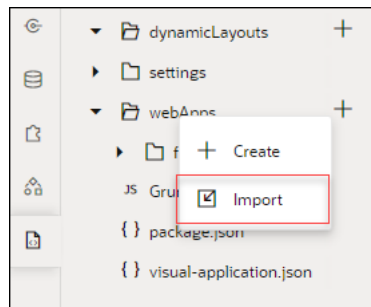 dynamicLayouts
settings
webApps
f
Create
Import
JS Gru
{ } package.json
{ } visual-application.json